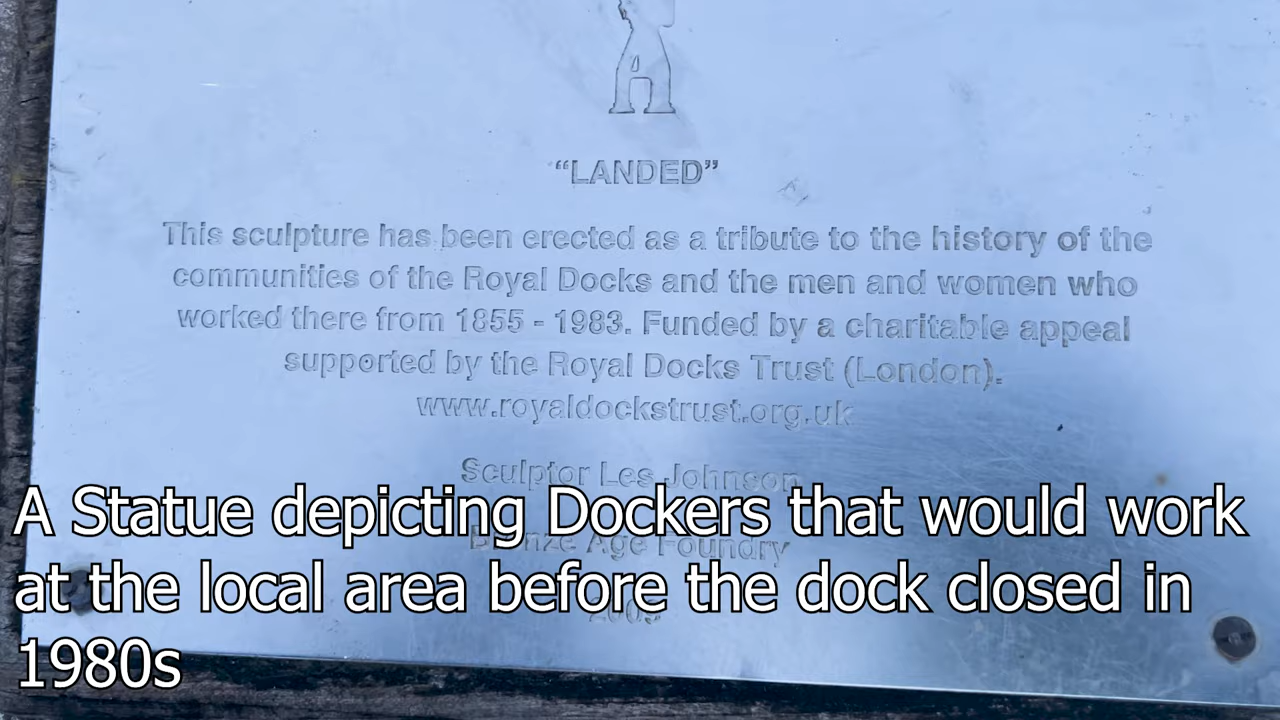 “LANDED”
This sculpture has been erected as a tribute to the history of the
communities of the Royal Docks and the men and women who
worked there from 1855 - 1983. Funded by a charitable appeal
supported by the Royal Docks Trust (London).
www.royaldockstrust.org.uk
Sculptor Les Johnson
A Statue depicting Dockers that would work
Bronze Age Foundry
at the local area before the dock closed in
2009
1980s